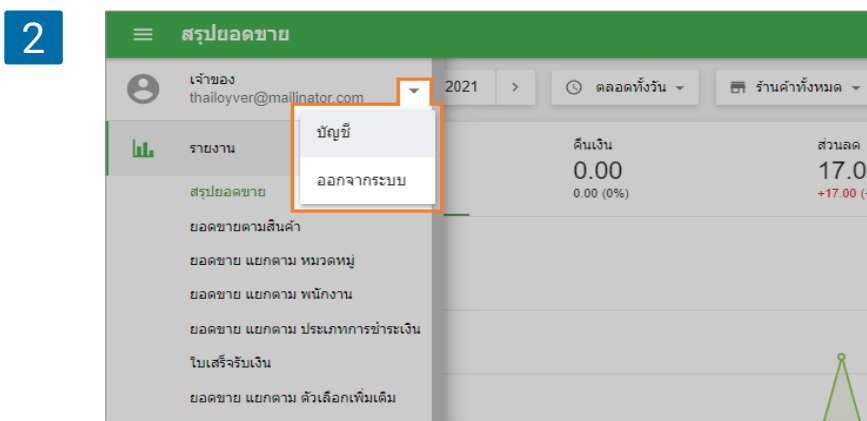 2
สรุปยอดขาย
เจ้าของ
thailoyver@mailinator.com
2021
ตลอดทั้งวัน
ร้านค้าทั้งหมด
บัญชี
ออกจากระบบ
รายงาน
คืนเงิน
0.00
0.00 (0%)
ส่วนลด
17.0
+17.00 (
สรุปยอดขาย
ยอดขายตามสินค้า
ยอดขาย แยกตาม หมวดหมู่
ยอดขาย แยกตาม พนักงาน
ยอดขาย แยกตาม ประเภทการชำระเงิน
ใบเสร็จรับเงิน
ยอดขาย แยกตาม ตัวเลือกเพิ่มเติม